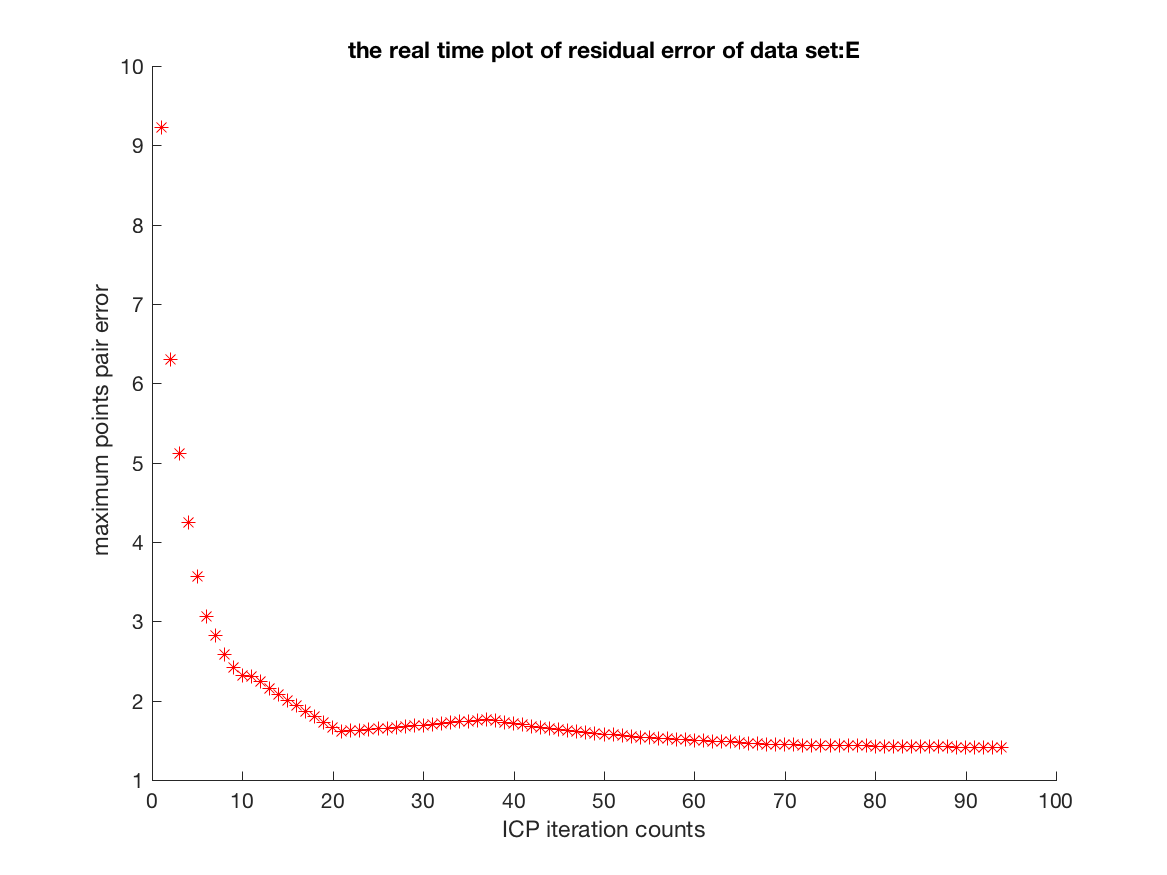 the real time plot of residual error of data set:E
10
9
8
7
6
5
4
3
2
1
maximum points pair error
0 10 20 30 40 50 60 70 80 90 100
ICP iteration counts